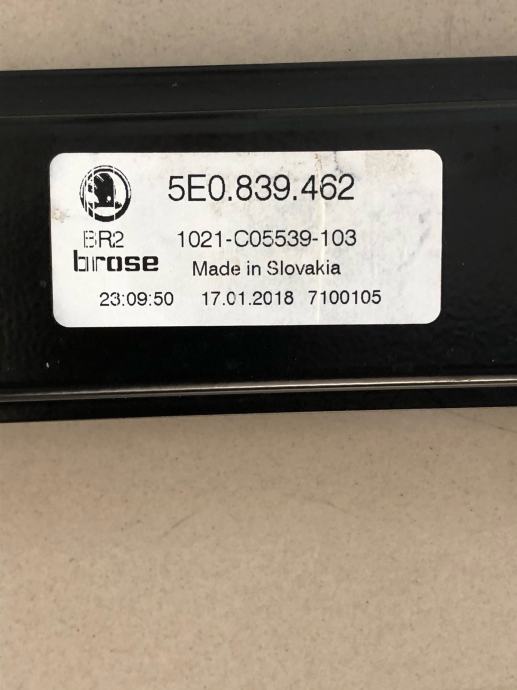 5E0.839.462
BR2 1021-C05539-103
brose Made in Slovakia
23:09:50 17.01.2018 7100105